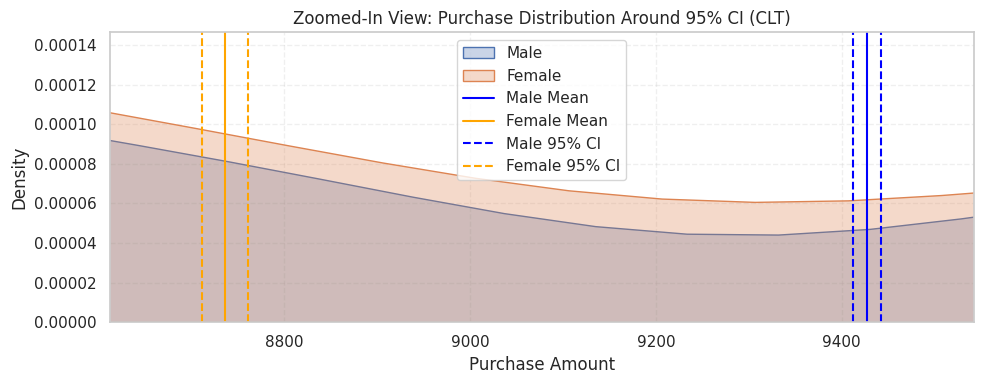 Zoomed-In View: Purchase Distribution Around 95% CI (CLT)
0.00014
0.00012
0.00010
0.00008
0.00006
0.00004
0.00002
0.00000
Density
Male
Female
Male Mean
Female Mean
Male 95% CI
Female 95% CI
8800
9000
9200
9400
Purchase Amount